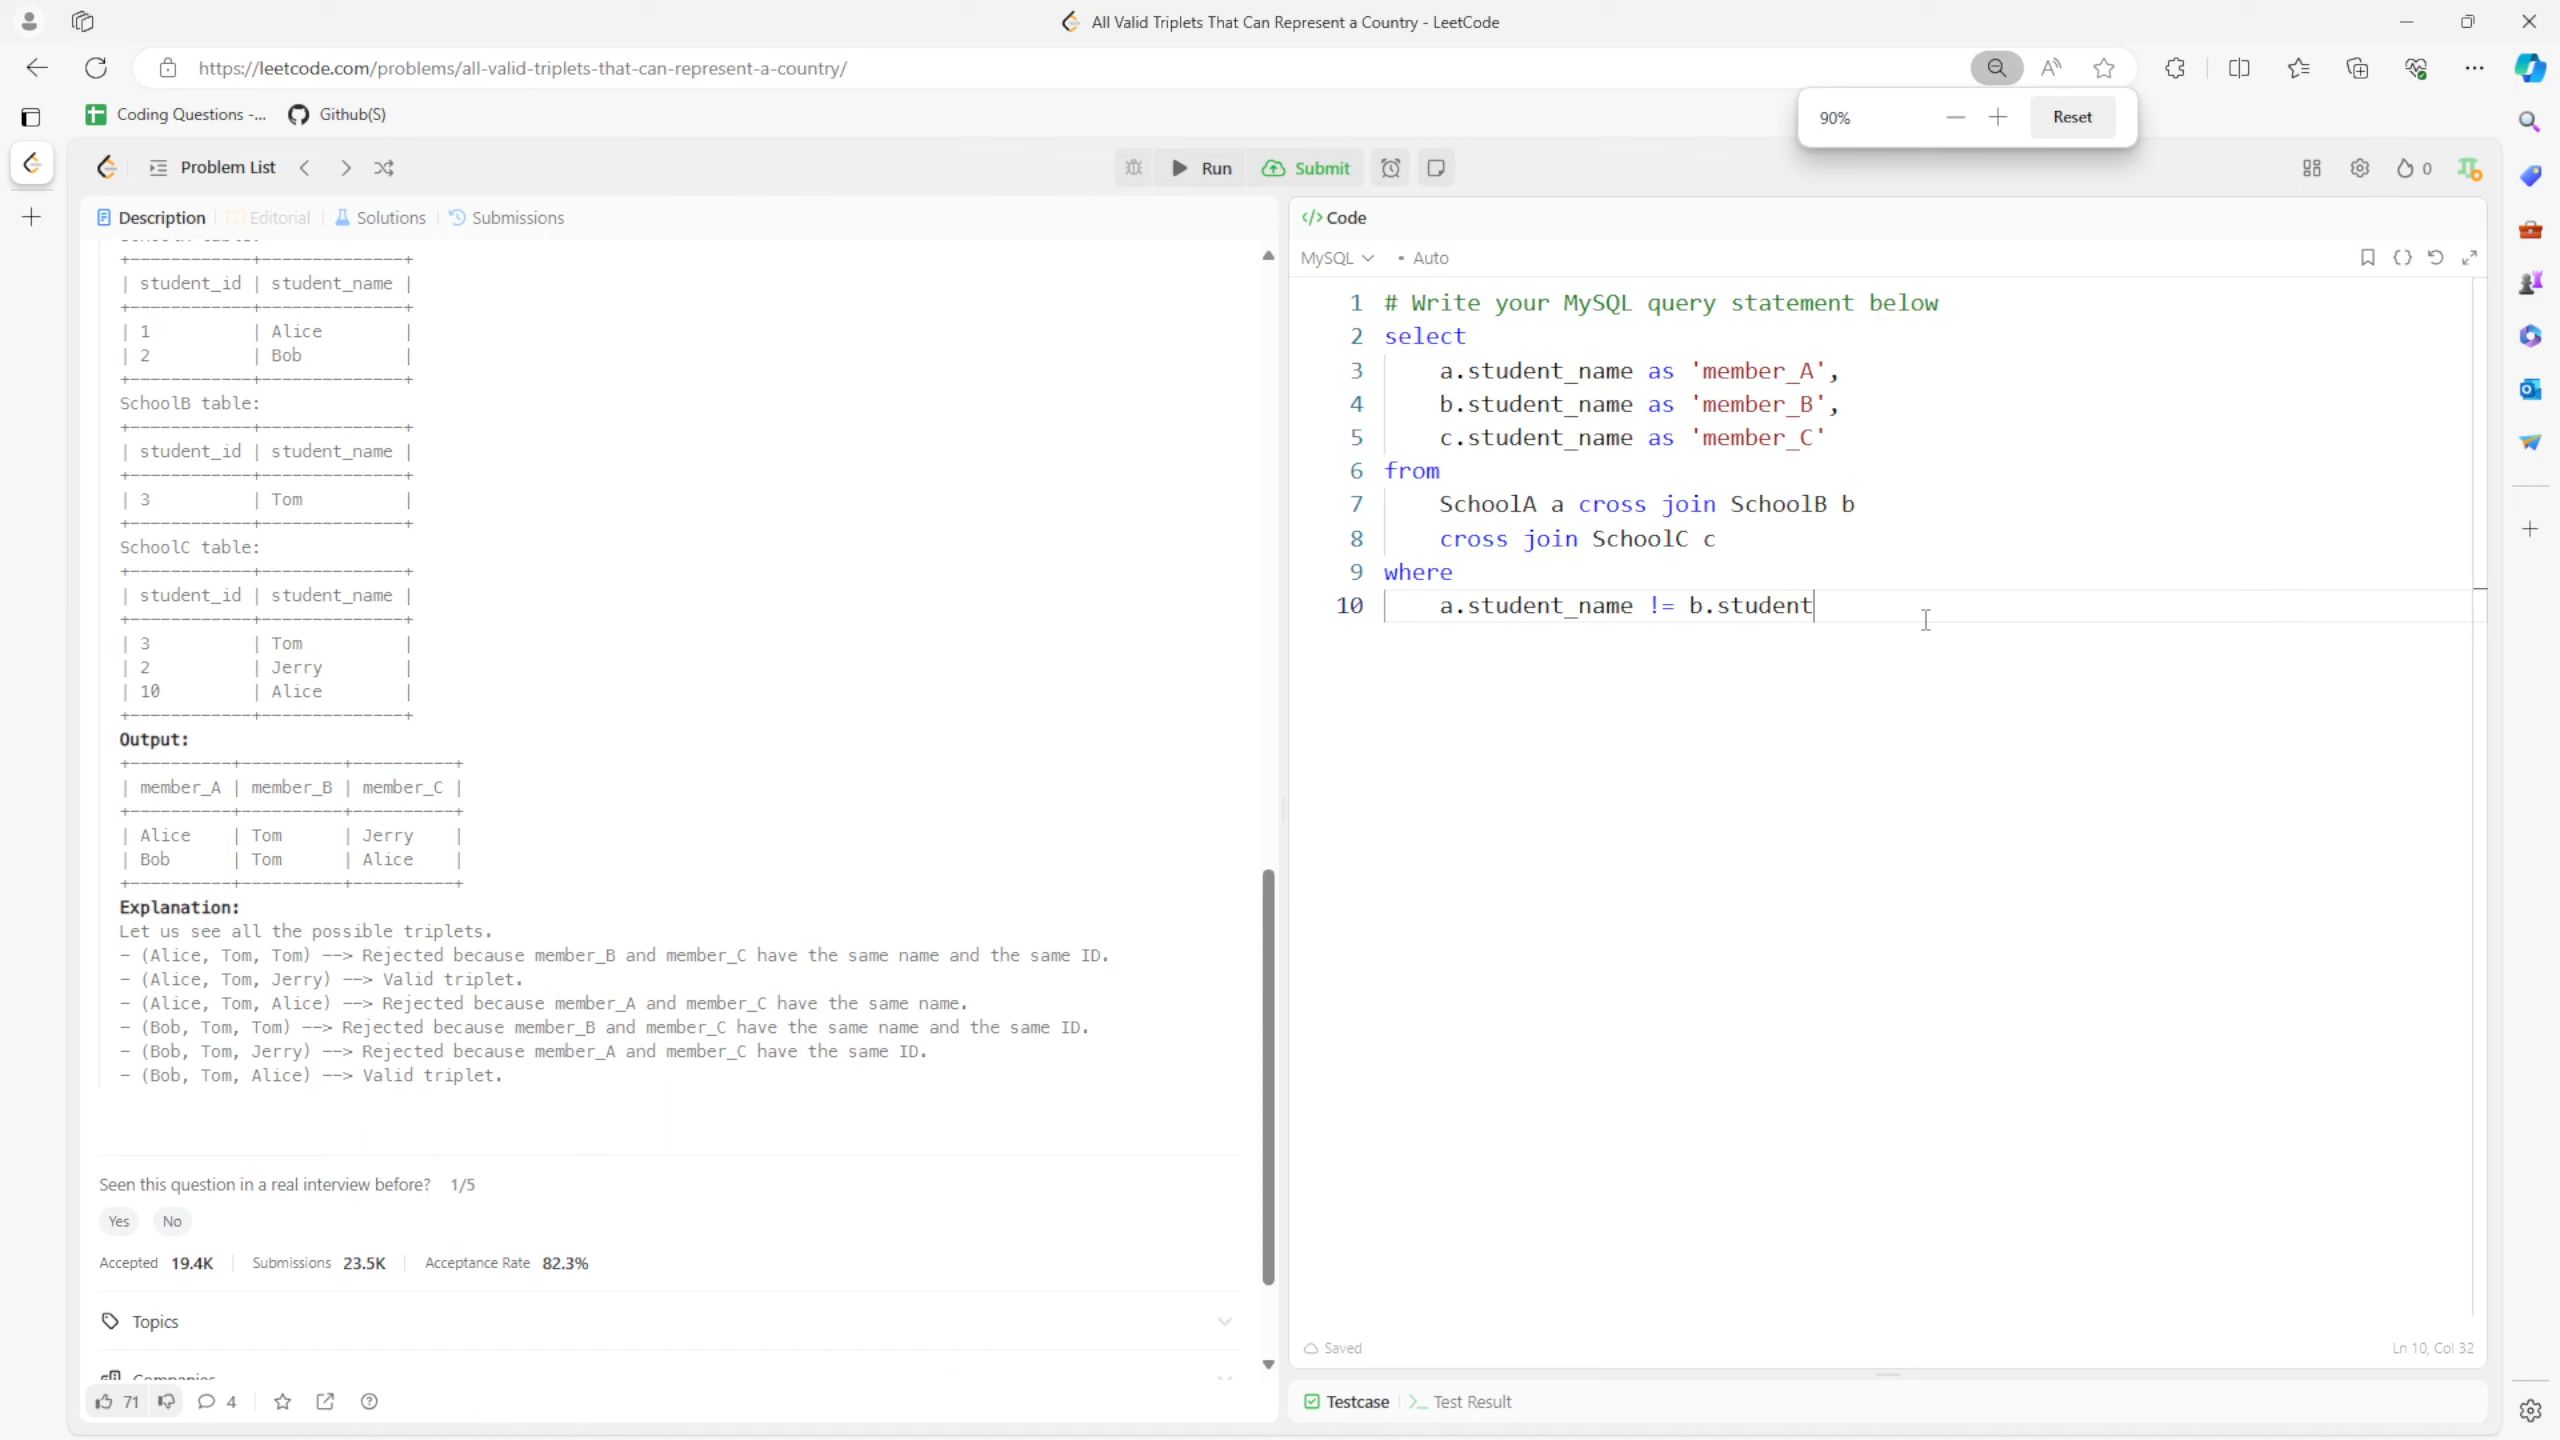 All Valid Triplets That Can Represent a Country - LeetCode
https://leetcode.com/problems/all-valid-triplets-that-can-represent-a-country/
Coding Questions -...
Github(S)
90%
Reset
Problem List
Run
Submit
0
Description
Editorial
Solutions
Submissions
+------------+--------------+
| student_id | student_name |
+------------+--------------+
| 1 | Alice |
| 2 | Bob |
+------------+--------------+
SchoolB table:
+------------+--------------+
| student_id | student_name |
+------------+--------------+
| 3 | Tom |
+------------+--------------+
SchoolC table:
+------------+--------------+
| student_id | student_name |
+------------+--------------+
| 3 | Tom |
| 2 | Jerry |
| 10 | Alice |
+------------+--------------+
Output:
+----------+----------+----------+
| member_A | member_B | member_C |
+----------+----------+----------+
| Alice | Tom | Jerry |
| Bob | Tom | Alice |
+----------+----------+----------+
Explanation:
Let us see all the possible triplets.
- (Alice, Tom, Tom) --> Rejected because member_B and member_C have the same name and the same ID.
- (Alice, Tom, Jerry) --> Valid triplet.
- (Alice, Tom, Alice) --> Rejected because member_A and member_C have the same name.
- (Bob, Tom, Tom) --> Rejected because member_B and member_C have the same name and the same ID.
- (Bob, Tom, Jerry) --> Rejected because member_A and member_C have the same ID.
- (Bob, Tom, Alice) --> Valid triplet.
Seen this question in a real interview before? 1/5
Yes
No
Accepted 19.4K
Submissions 23.5K
Acceptance Rate 82.3%
Topics
71
4
</> Code
MySQL
• Auto
1 # Write your MySQL query statement below
2 select
3 a.student_name as 'member_A',
4 b.student_name as 'member_B',
5 c.student_name as 'member_C'
6 from
7 SchoolA a cross join SchoolB b
8 cross join SchoolC c
9 where
10 a.student_name != b.student
Saved
Ln 10, Col 32
Testcase
Test Result